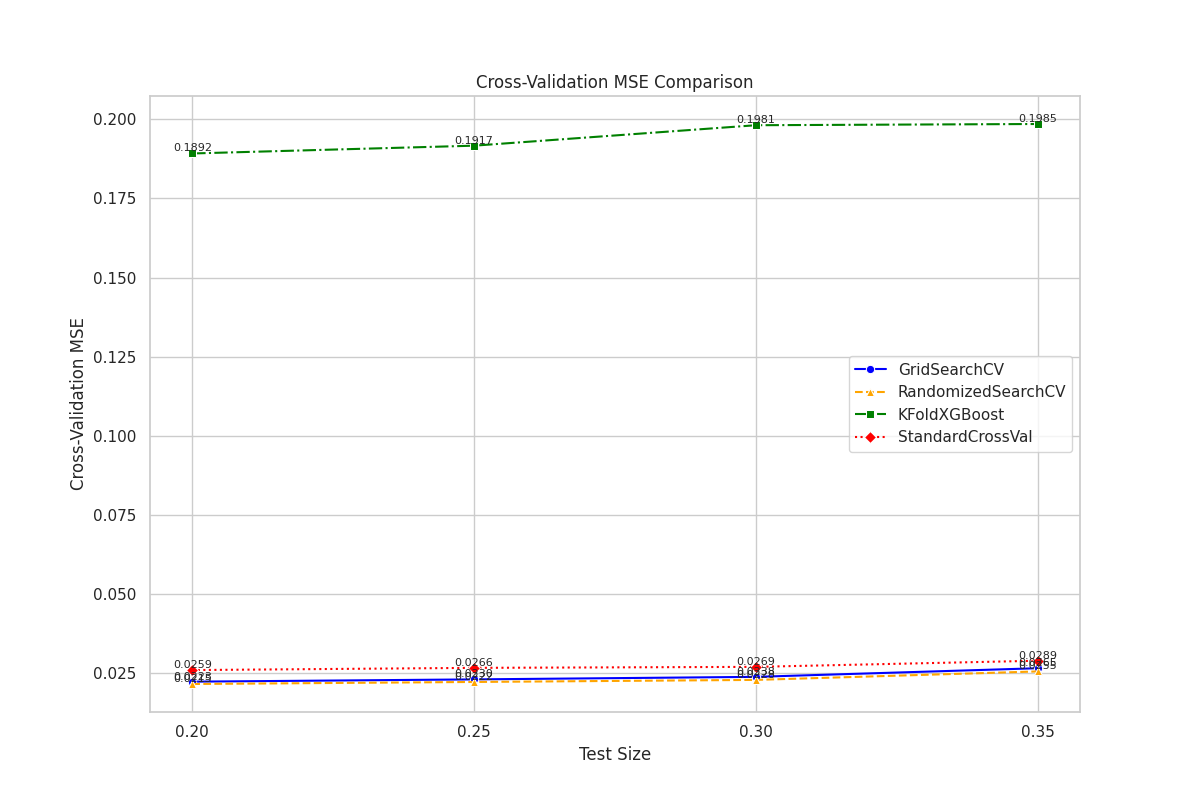 Cross-Validation MSE Comparison
Cross-Validation MSE
0.200
0.175
0.150
0.125
0.100
0.075
0.050
0.025
0.1892
0.1917
0.1981
0.1985
GridSearchCV
RandomizedSearchCV
KFoldXGBoost
StandardCrossVal
0.0259
0.0266
0.0269
0.0289
0.20
0.25
0.30
0.35
Test Size